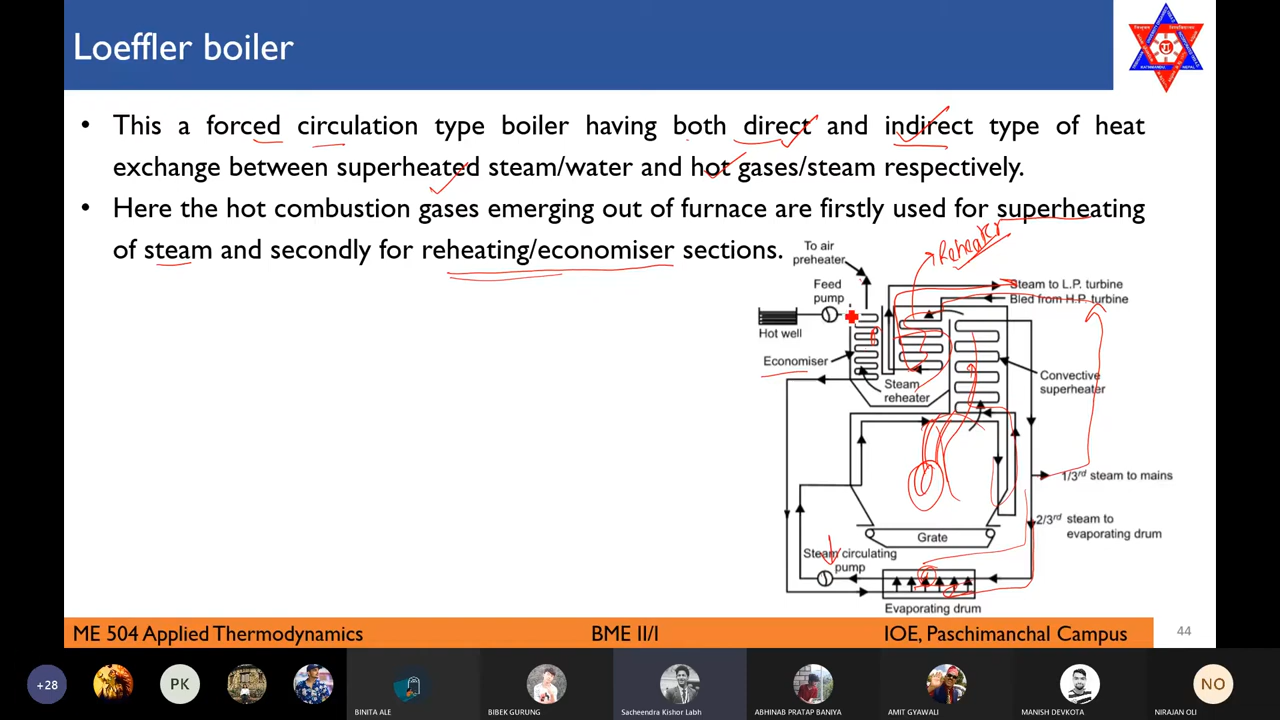 Loeffler boiler
• This a forced circulation type boiler having both direct and indirect type of heat
exchange between superheated steam/water and hot gases/steam respectively.
• Here the hot combustion gases emerging out of furnace are firstly used for superheating
of steam and secondly for reheating/economiser sections.
Reheater
To air
preheater
Feed
pump
Steam to L.P. turbine
Bled from H.P. turbine
Hot well
Economiser
Steam
reheater
Convective
superheater
1/3rd steam to mains
2/3rd steam to
evaporating drum
Grate
Steam circulating
pump
Evaporating drum
ME 504 Applied Thermodynamics
BME II/I
IOE, Paschimanchal Campus
44
+28
PK
BINITA ALE
BIBEK GURUNG
Sacheendra Kishor Labh
ABHINAB PRATAP BANIYA
AMIT GYAWALI
MANISH DEVKOTA
NO
NIRAJAN OLI